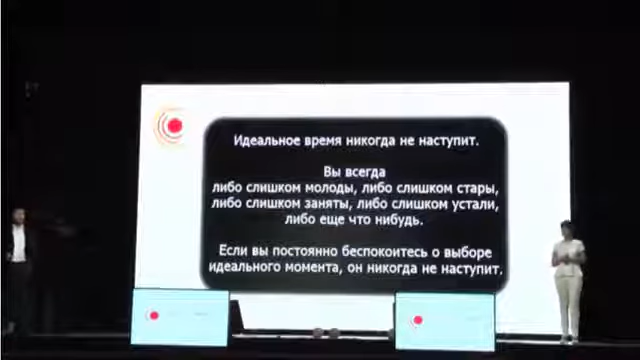 Идеальное время никогда не наступит.
Вы всегда
либо слишком молоды, либо слишком стары,
либо слишком заняты, либо слишком устали,
либо еще что нибудь.
Если вы постоянно беспокоитесь о выборе
идеального момента, он никогда не наступит.